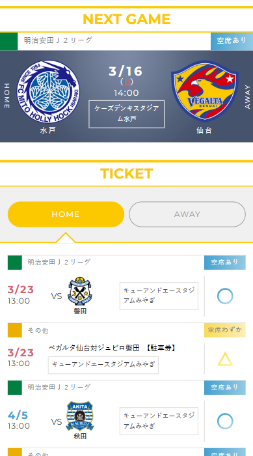 NEXT GAME
明治安田Ｊ２リーグ
空席あり
HOME
3/16
(日)
14:00
ケーズデンキスタジアム水戸
水戸
VEGALTA
仙台
AWAY
TICKET
HOME
AWAY
明治安田Ｊ２リーグ
空席あり
3/23
13:00
VS
磐田
キューアンドエースタジアムみやぎ
その他
空席わずか
3/23
13:00
ベガルタ仙台対ジュビロ磐田 【駐車券】
キューアンドエースタジアムみやぎ
明治安田Ｊ２リーグ
空席あり
4/5
13:00
VS
AKITA
秋田
キューアンドエースタジアムみやぎ
その他
空席あり